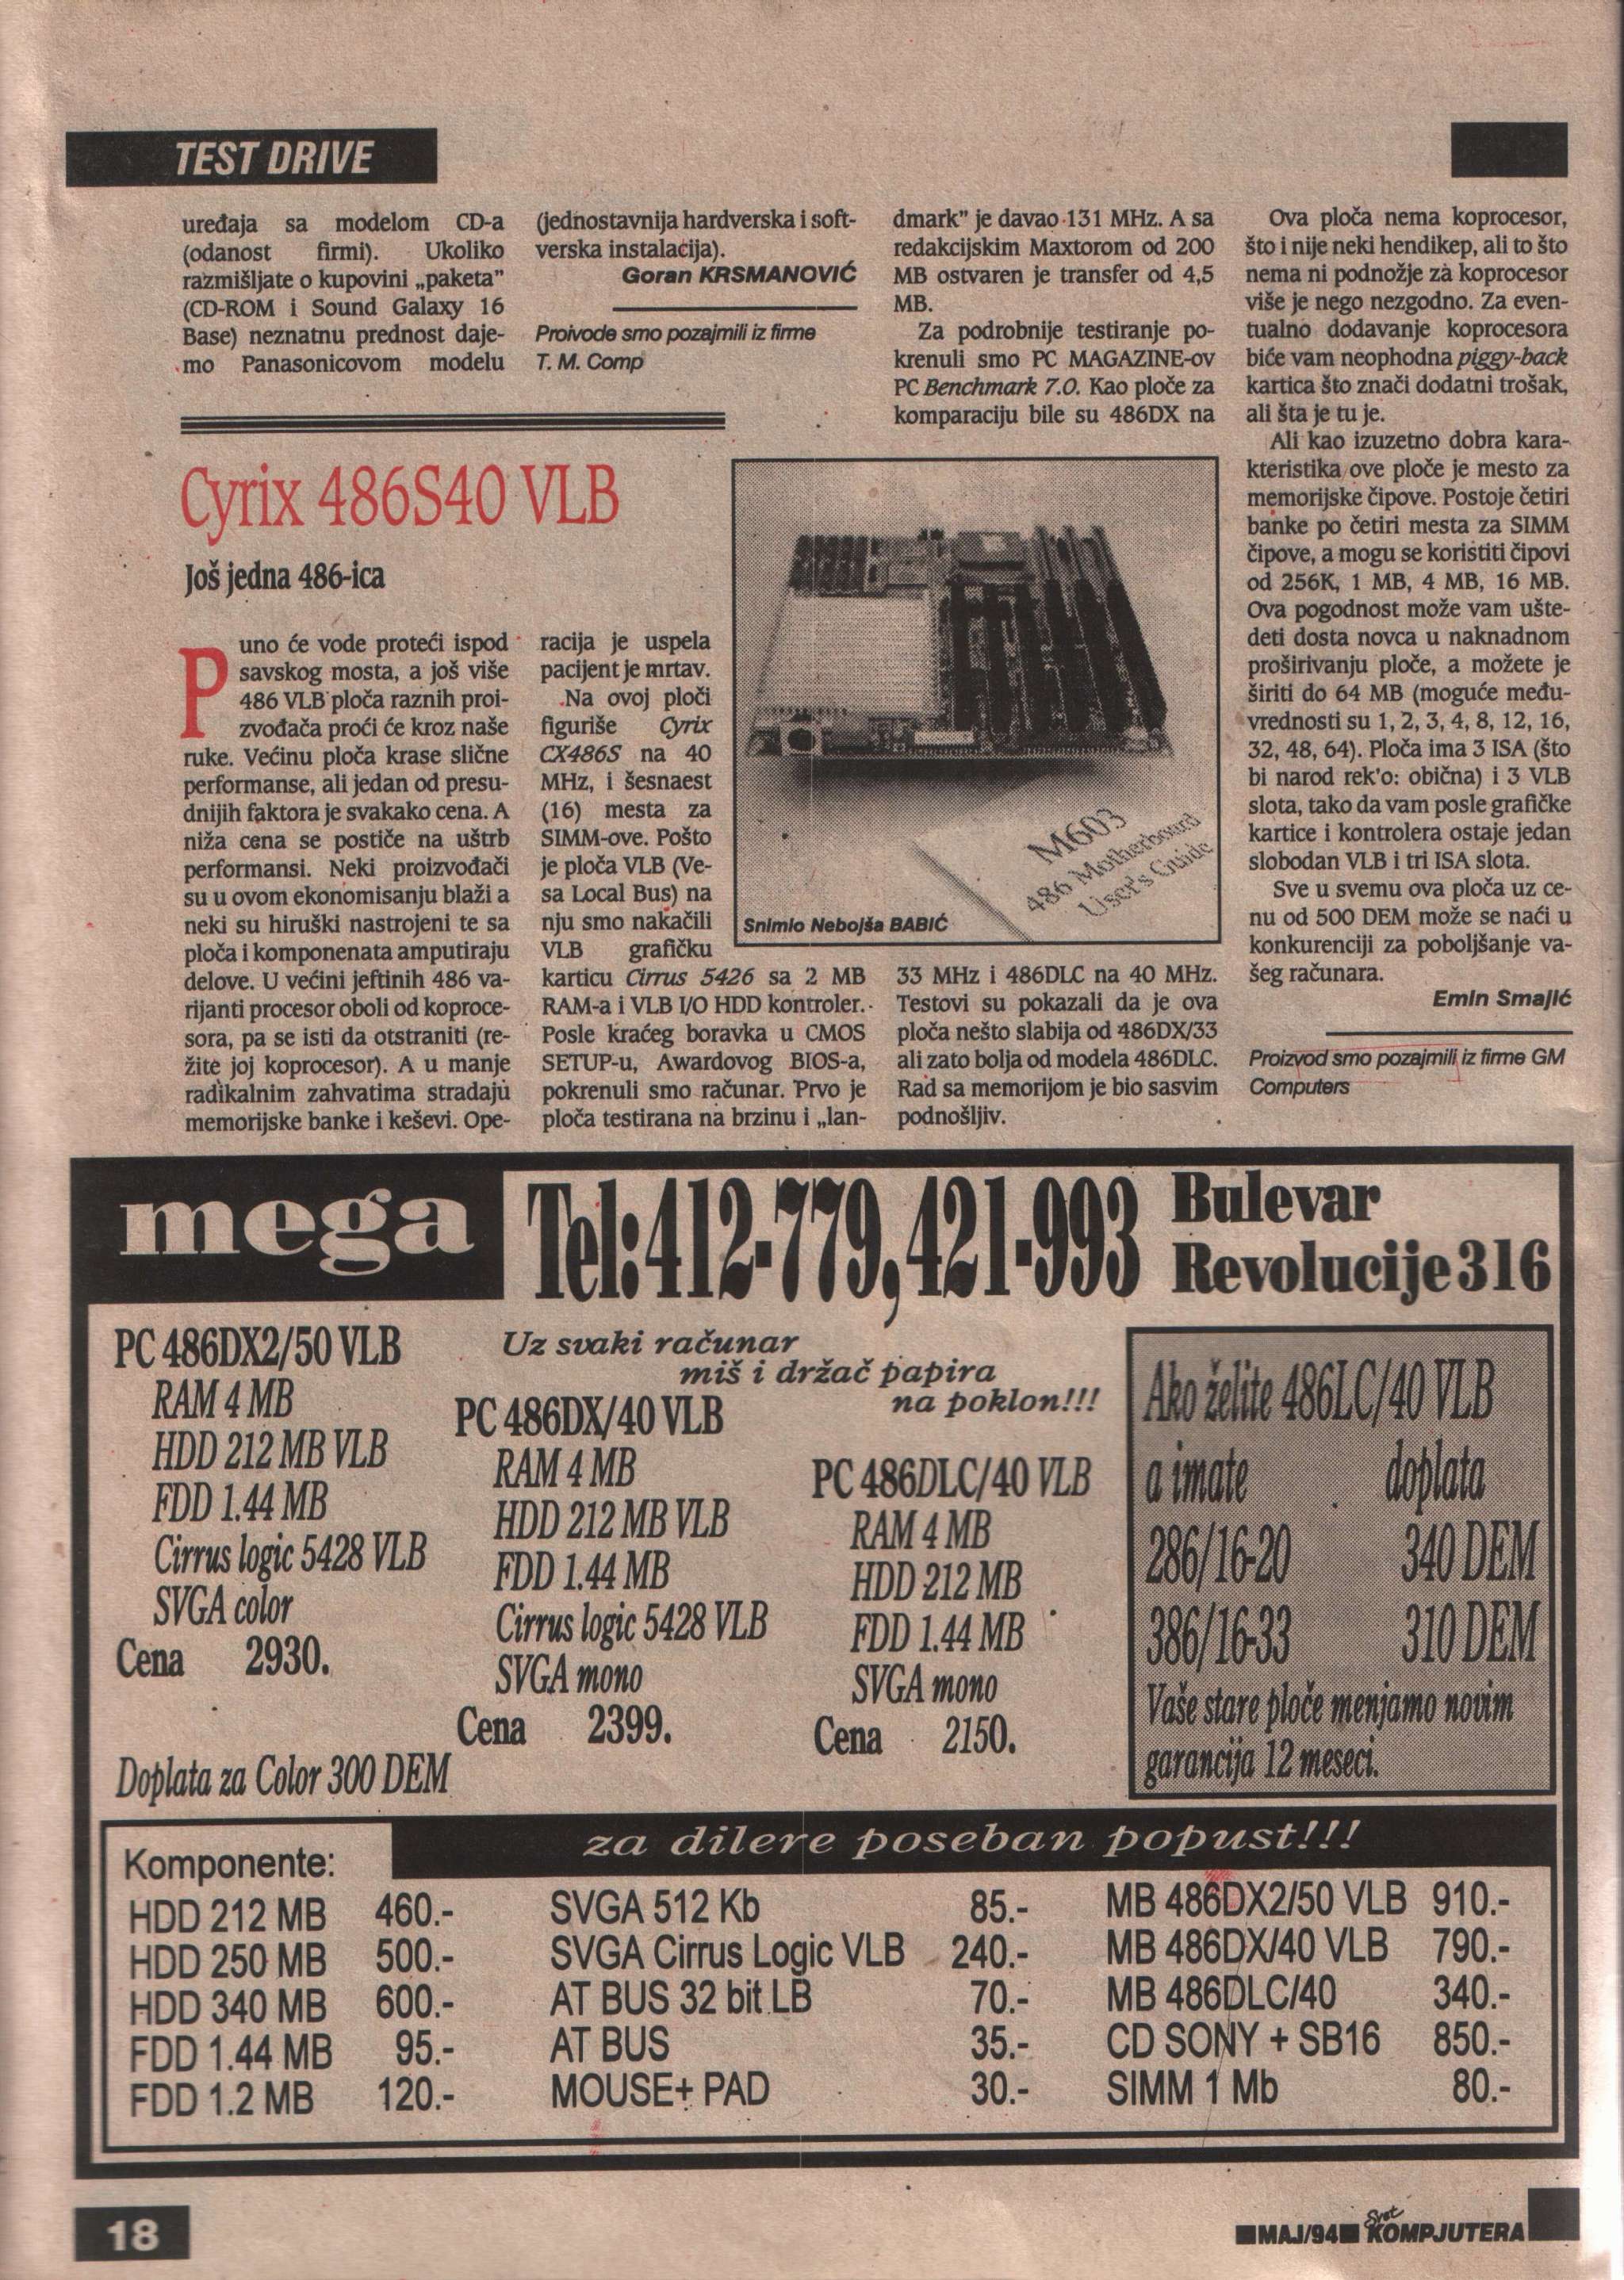 TEST DRIVE
uređaja sa modelom CD-a
(odanost firmi). Ukoliko
razmišljate o kupovini „paketa”
(CD-ROM i Sound Galaxy 16
Base) neznatnu prednost daje-
mo Panasonicovom modelu
(jednostavnija hardverska i soft-
verska instalacija).
Goran KRSMANOVIĆ
Proivode smo pozajmili iz firme
T. M. Comp
Cyrix 486S40 VLB
Još jedna 486-ica
Puno će vode proteći ispod
savskog mosta, a još više
486 VLB ploča raznih proi-
zvođača proći će kroz naše
ruke. Većinu ploča krase slične
performanse, ali jedan od presu-
dnijih faktora je svakako cena. A
niža cena se postiče na uštrb
performansi. Neki proizvođači
su u ovom ekonomisanju blaži a
neki su hiruški nastrojeni te sa
ploča i komponenata amputiraju
delove. U većini jeftinih 486 va-
rijanti procesor oboli od koproce-
sora, pa se isti da otstraniti (re-
žite joj koprocesor). A u manje
radikalnim zahvatima stradaju
memorijske banke i keševi. Ope-
racija je uspela
pacijent je mrtav.
Na ovoj ploči
figuriše Cyrix
CX486S na 40
MHz, i šesnaest
(16) mesta za
SIMM-ove. Pošto
je ploča VLB (Ve-
sa Local Bus) na
nju smo nakačili
VLB grafičku
karticu Cirrus 5426 sa 2 MB
RAM-a i VLB I/O HDD kontroler.
Posle kraćeg boravka u CMOS
SETUP-u, Awardovog BIOS-a,
pokrenuli smo računar. Prvo je
ploča testirana na brzinu i „lan-
dmark” je davao 131 MHz. A sa
redakcijskim Maxtorom od 200
MB ostvaren je transfer od 4,5
MB.
Za podrobnije testiranje po-
krenuli smo PC MAGAZINE-ov
PC Benchmark 7.0. Kao ploče za
komparaciju bile su 486DX na
M603
486 Motherboard
User's Guide
Snimio Nebojša BABIĆ
33 MHz i 486DLC na 40 MHz.
Testovi su pokazali da je ova
ploča nešto slabija od 486DX/33
ali zato bolja od modela 486DLC.
Rad sa memorijom je bio sasvim
podnošljiv.
Ova ploča nema koprocesor,
što i nije neki hendikep, ali to što
nema ni podnožje za koprocesor
više je nego nezgodno. Za even-
tualno dodavanje koprocesora
biće vam neophodna piggy-back
kartica što znači dodatni trošak,
ali šta je tu je.
Ali kao izuzetno dobra kara-
kteristika ove ploče je mesto za
memorijske čipove. Postoje četiri
banke po četiri mesta za SIMM
čipove, a mogu se koristiti čipovi
od 256K, 1 MB, 4 MB, 16 MB.
Ova pogodnost može vam ušte-
deti dosta novca u naknadnom
proširivanju ploče, a možete je
širiti do 64 MB (moguće među-
vrednosti su 1, 2, 3, 4, 8, 12, 16,
32, 48, 64). Ploča ima 3 ISA (što
bi narod rek'o: obična) i 3 VLB
slota, tako da vam posle grafičke
kartice i kontrolera ostaje jedan
slobodan VLB i tri ISA slota.
Sve u svemu ova ploča uz ce-
nu od 500 DEM može se naći u
konkurenciji za poboljšanje va-
šeg računara.
Emin Smajić
Proizvod smo pozajmili iz firme GM
Computers
mega
Tel:412-779,421-993
Bulevar
Revolucije 316
PC 486DX2/50 VLB
RAM 4 MB
HDD 212 MB VLB
FDD 1.44 MB
Cirrus logic 5428 VLB
SVGA color
Cena 2930.
Doplata za Color 300 DEM
Uz svaki računar
miš i držač papira
na poklon!!!
PC 486DX/40 VLB
RAM 4 MB
HDD 212 MB VLB
FDD 1.44 MB
Cirrus logic 5428 VLB
SVGA mono
Cena 2399.
PC 486DLC/40 VLB
RAM 4 MB
HDD 212 MB
FDD 1.44 MB
SVGA mono
Cena 2150.
Ako želite 486LC/40 VLB
a imate doplata
286/16-20 340 DEM
386/16-33 310 DEM
Vaše stare ploče menjamo novim
garancija 12 meseci.
za dilere poseban popust!!!
Komponente:
HDD 212 MB 460.-
HDD 250 MB 500.-
HDD 340 MB 600.-
FDD 1.44 MB 95.-
FDD 1.2 MB 120.-
SVGA 512 Kb 85.-
SVGA Cirrus Logic VLB 240.-
AT BUS 32 bit LB 70.-
AT BUS 35.-
MOUSE+ PAD 30.-
MB 486DX2/50 VLB 910.-
MB 486DX/40 VLB 790.-
MB 486DLC/40 340.-
CD SONY + SB16 850.-
SIMM 1 Mb 80.-
18
MAJ/94 Svet KOMPJUTERA